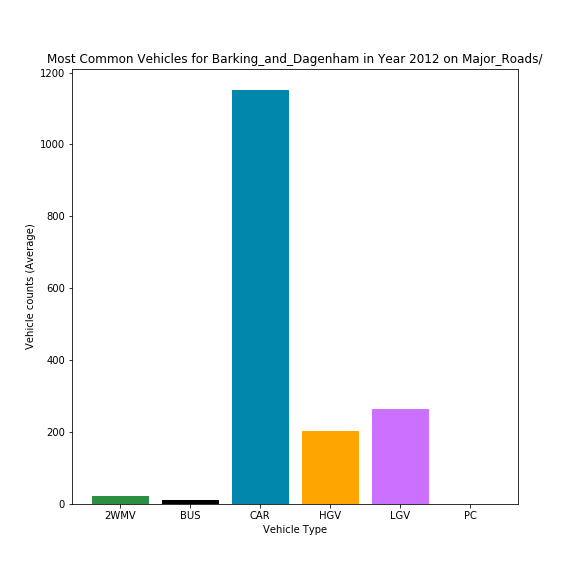 Most Common Vehicles for Barking_and_Dagenham in Year 2012 on Major_Roads/
1200
1000
800
600
400
200
0
Vehicle counts (Average)
2WMV BUS CAR HGV LGV PC
Vehicle Type